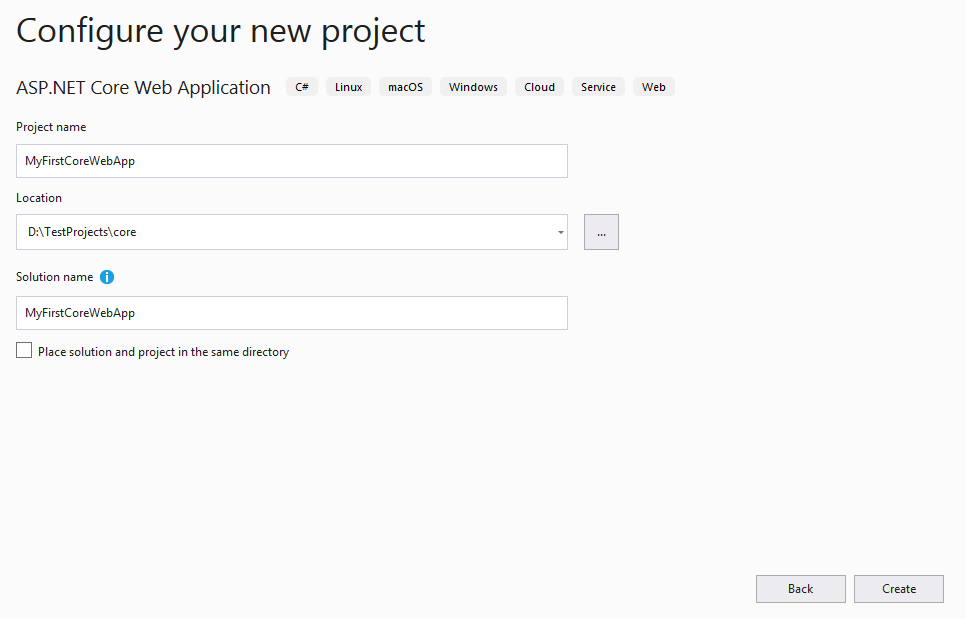 Configure your new project
ASP.NET Core Web Application C# Linux macOS Windows Cloud Service Web
Project name
MyFirstCoreWebApp
Location
D:\TestProjects\core
...
Solution name
MyFirstCoreWebApp
Place solution and project in the same directory
Back Create